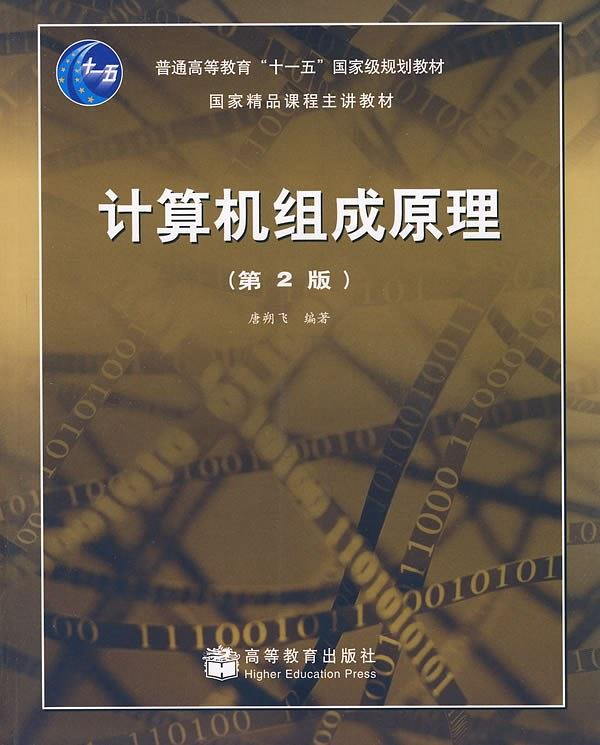 十一五
普通高等教育“十一五”国家级规划教材
国家精品课程主讲教材
计算机组成原理
(第 2 版)
唐朔飞 编著
高等教育出版社
Higher Education Press